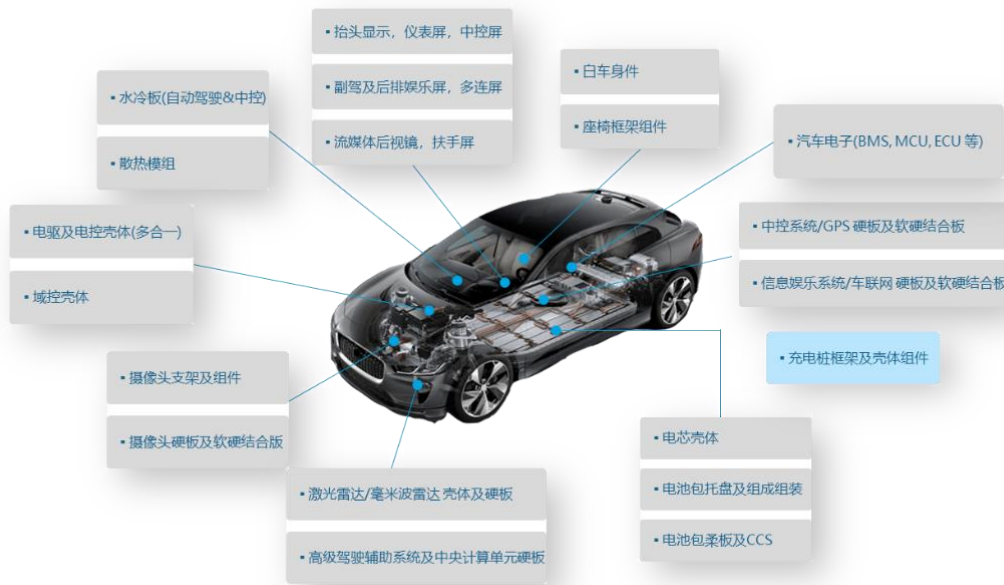 ▪ 抬头显示，仪表屏，中控屏
▪ 副驾及后排娱乐屏，多连屏
▪ 流媒体后视镜，扶手屏
▪ 白车身件
▪ 座椅框架组件
▪ 水冷板(自动驾驶&中控)
▪ 散热模组
▪ 汽车电子(BMS, MCU, ECU 等)
▪ 电驱及电控壳体(多合一)
▪ 域控壳体
▪ 中控系统/GPS 硬板及软硬结合板
▪ 信息娱乐系统/车联网 硬板及软硬结合板
▪ 充电桩框架及壳体组件
▪ 摄像头支架及组件
▪ 摄像头硬板及软硬结合版
▪ 激光雷达/毫米波雷达 壳体及硬板
▪ 高级驾驶辅助系统及中央计算单元硬板
▪ 电芯壳体
▪ 电池包托盘及组成组装
▪ 电池包柔板及CCS